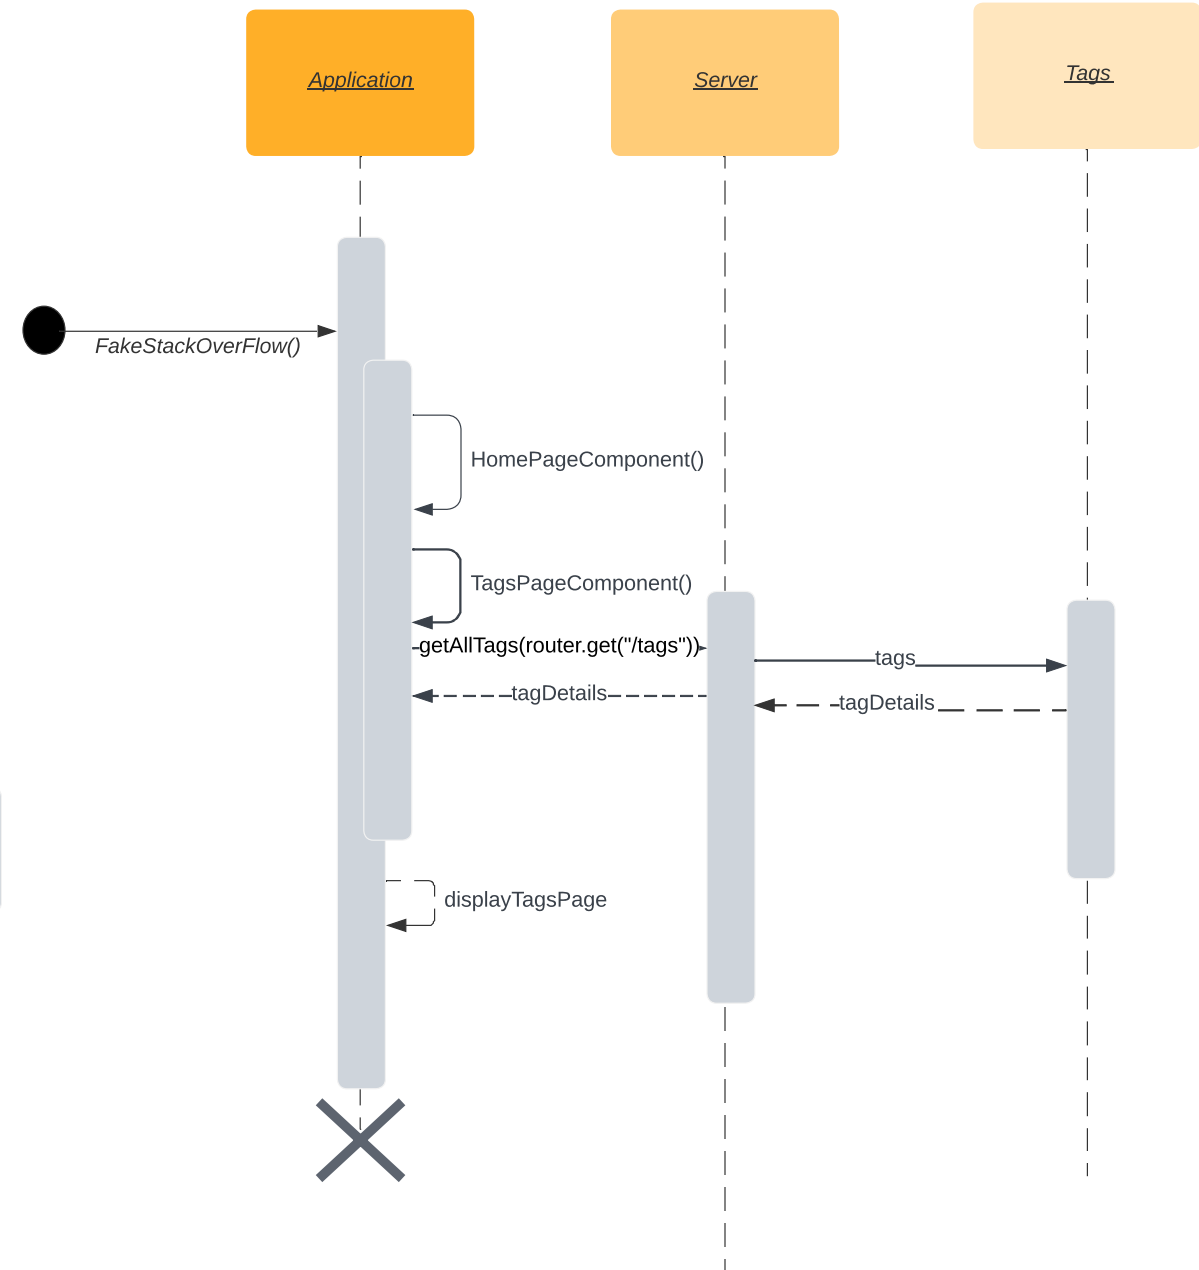 Application
Server
Tags
FakeStackOverFlow()
HomePageComponent()
TagsPageComponent()
getAllTags(router.get("/tags"))
tags
tagDetails
tagDetails
displayTagsPage